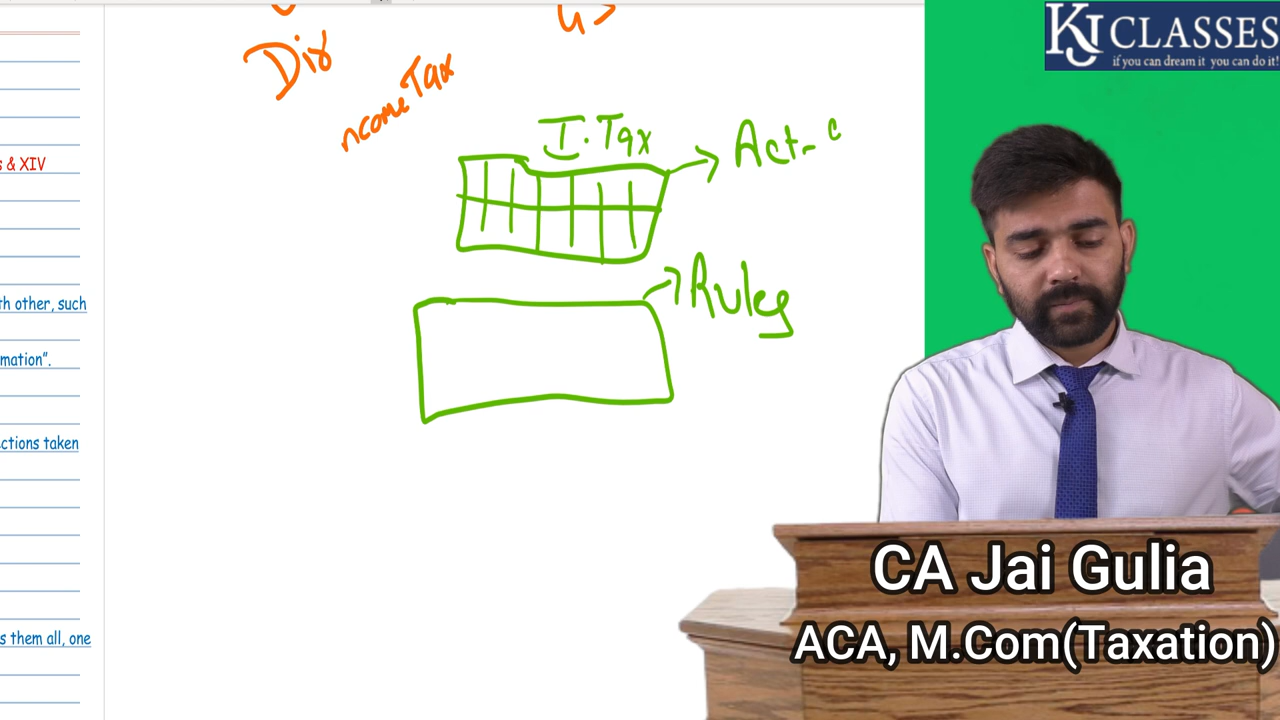 KJ CLASSES
if you can dream it you can do it!
Dir
ncome Tax
I. Tax
Act- c
s & XIV
Rules
th other, such
mation”.
ctions taken
s them all, one
CA Jai Gulia
ACA, M.Com(Taxation)